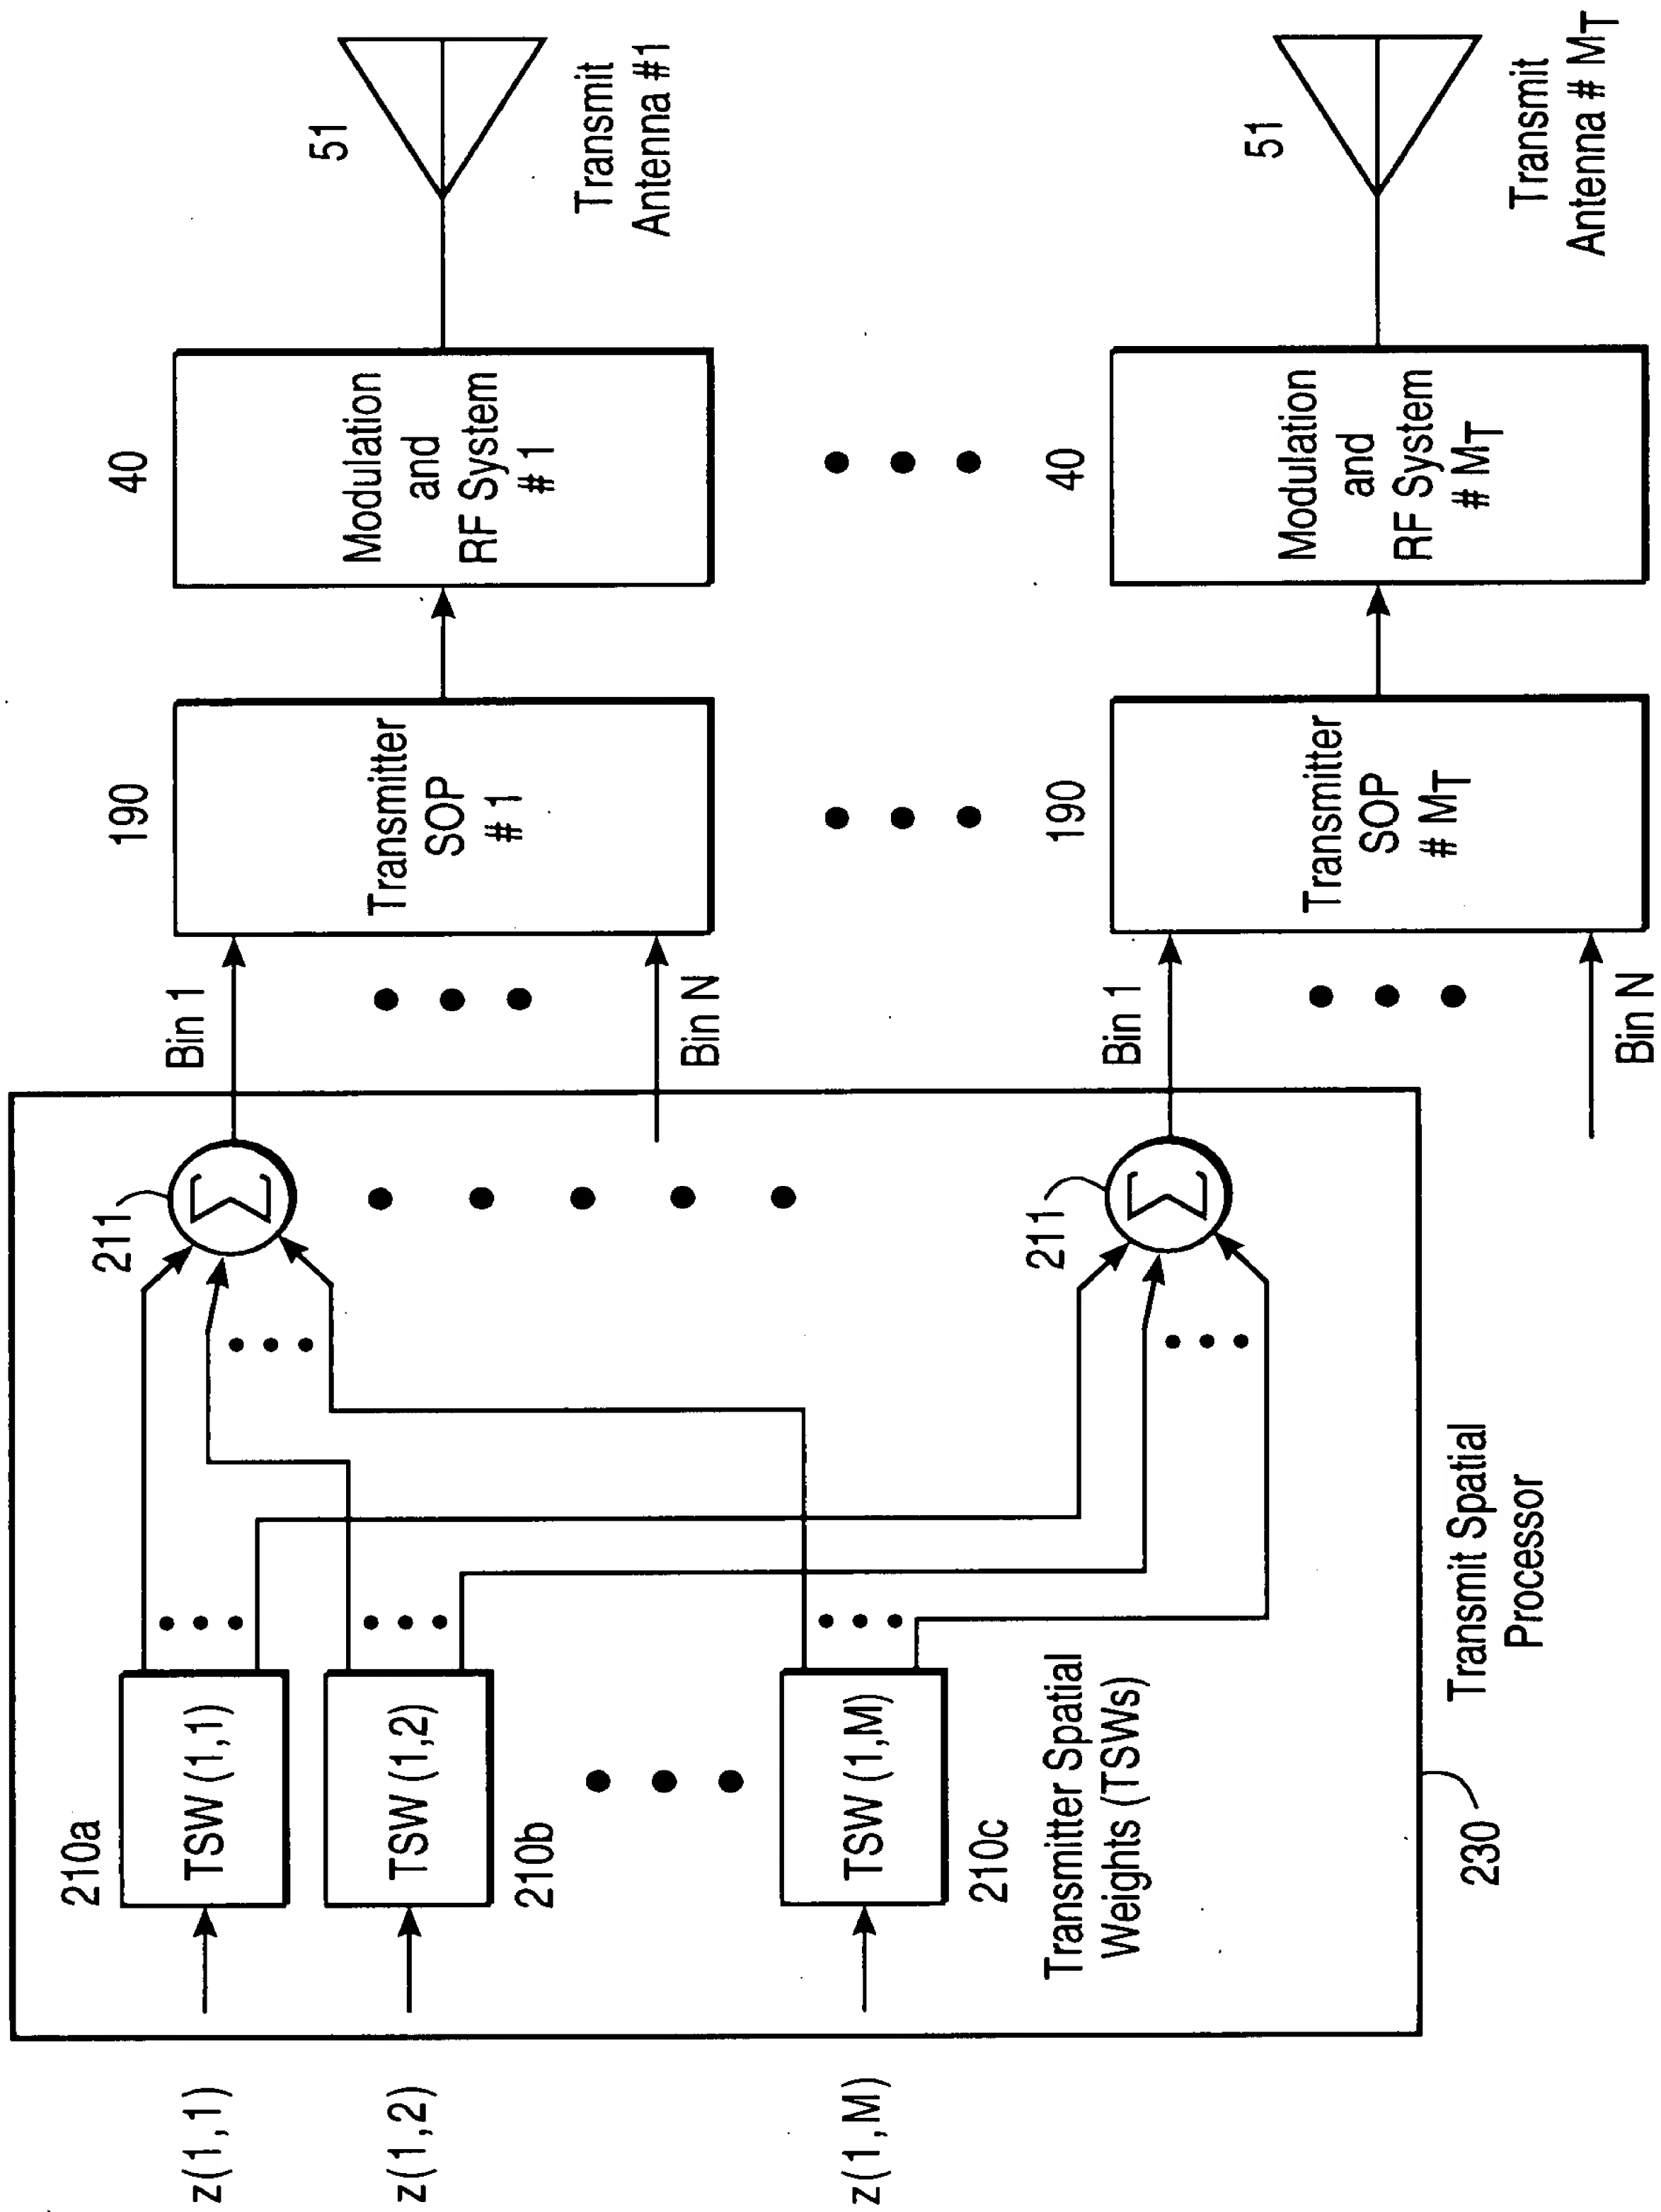 z(1,1)
z(1,2)
z(1,M)
210a
TSW (1,1)
TSW (1,2)
210b
TSW (1,M)
210c
Transmitter Spatial
Weights (TSWs)
230
Transmit Spatial
Processor
211
Σ
211
Σ
Bin 1
Bin N
Bin 1
Bin N
190
Transmitter
SOP
# 1
190
Transmitter
SOP
# MT
40
Modulation
and
RF System
# 1
40
Modulation
and
RF System
# MT
51
Transmit
Antenna #1
51
Transmit
Antenna # MT